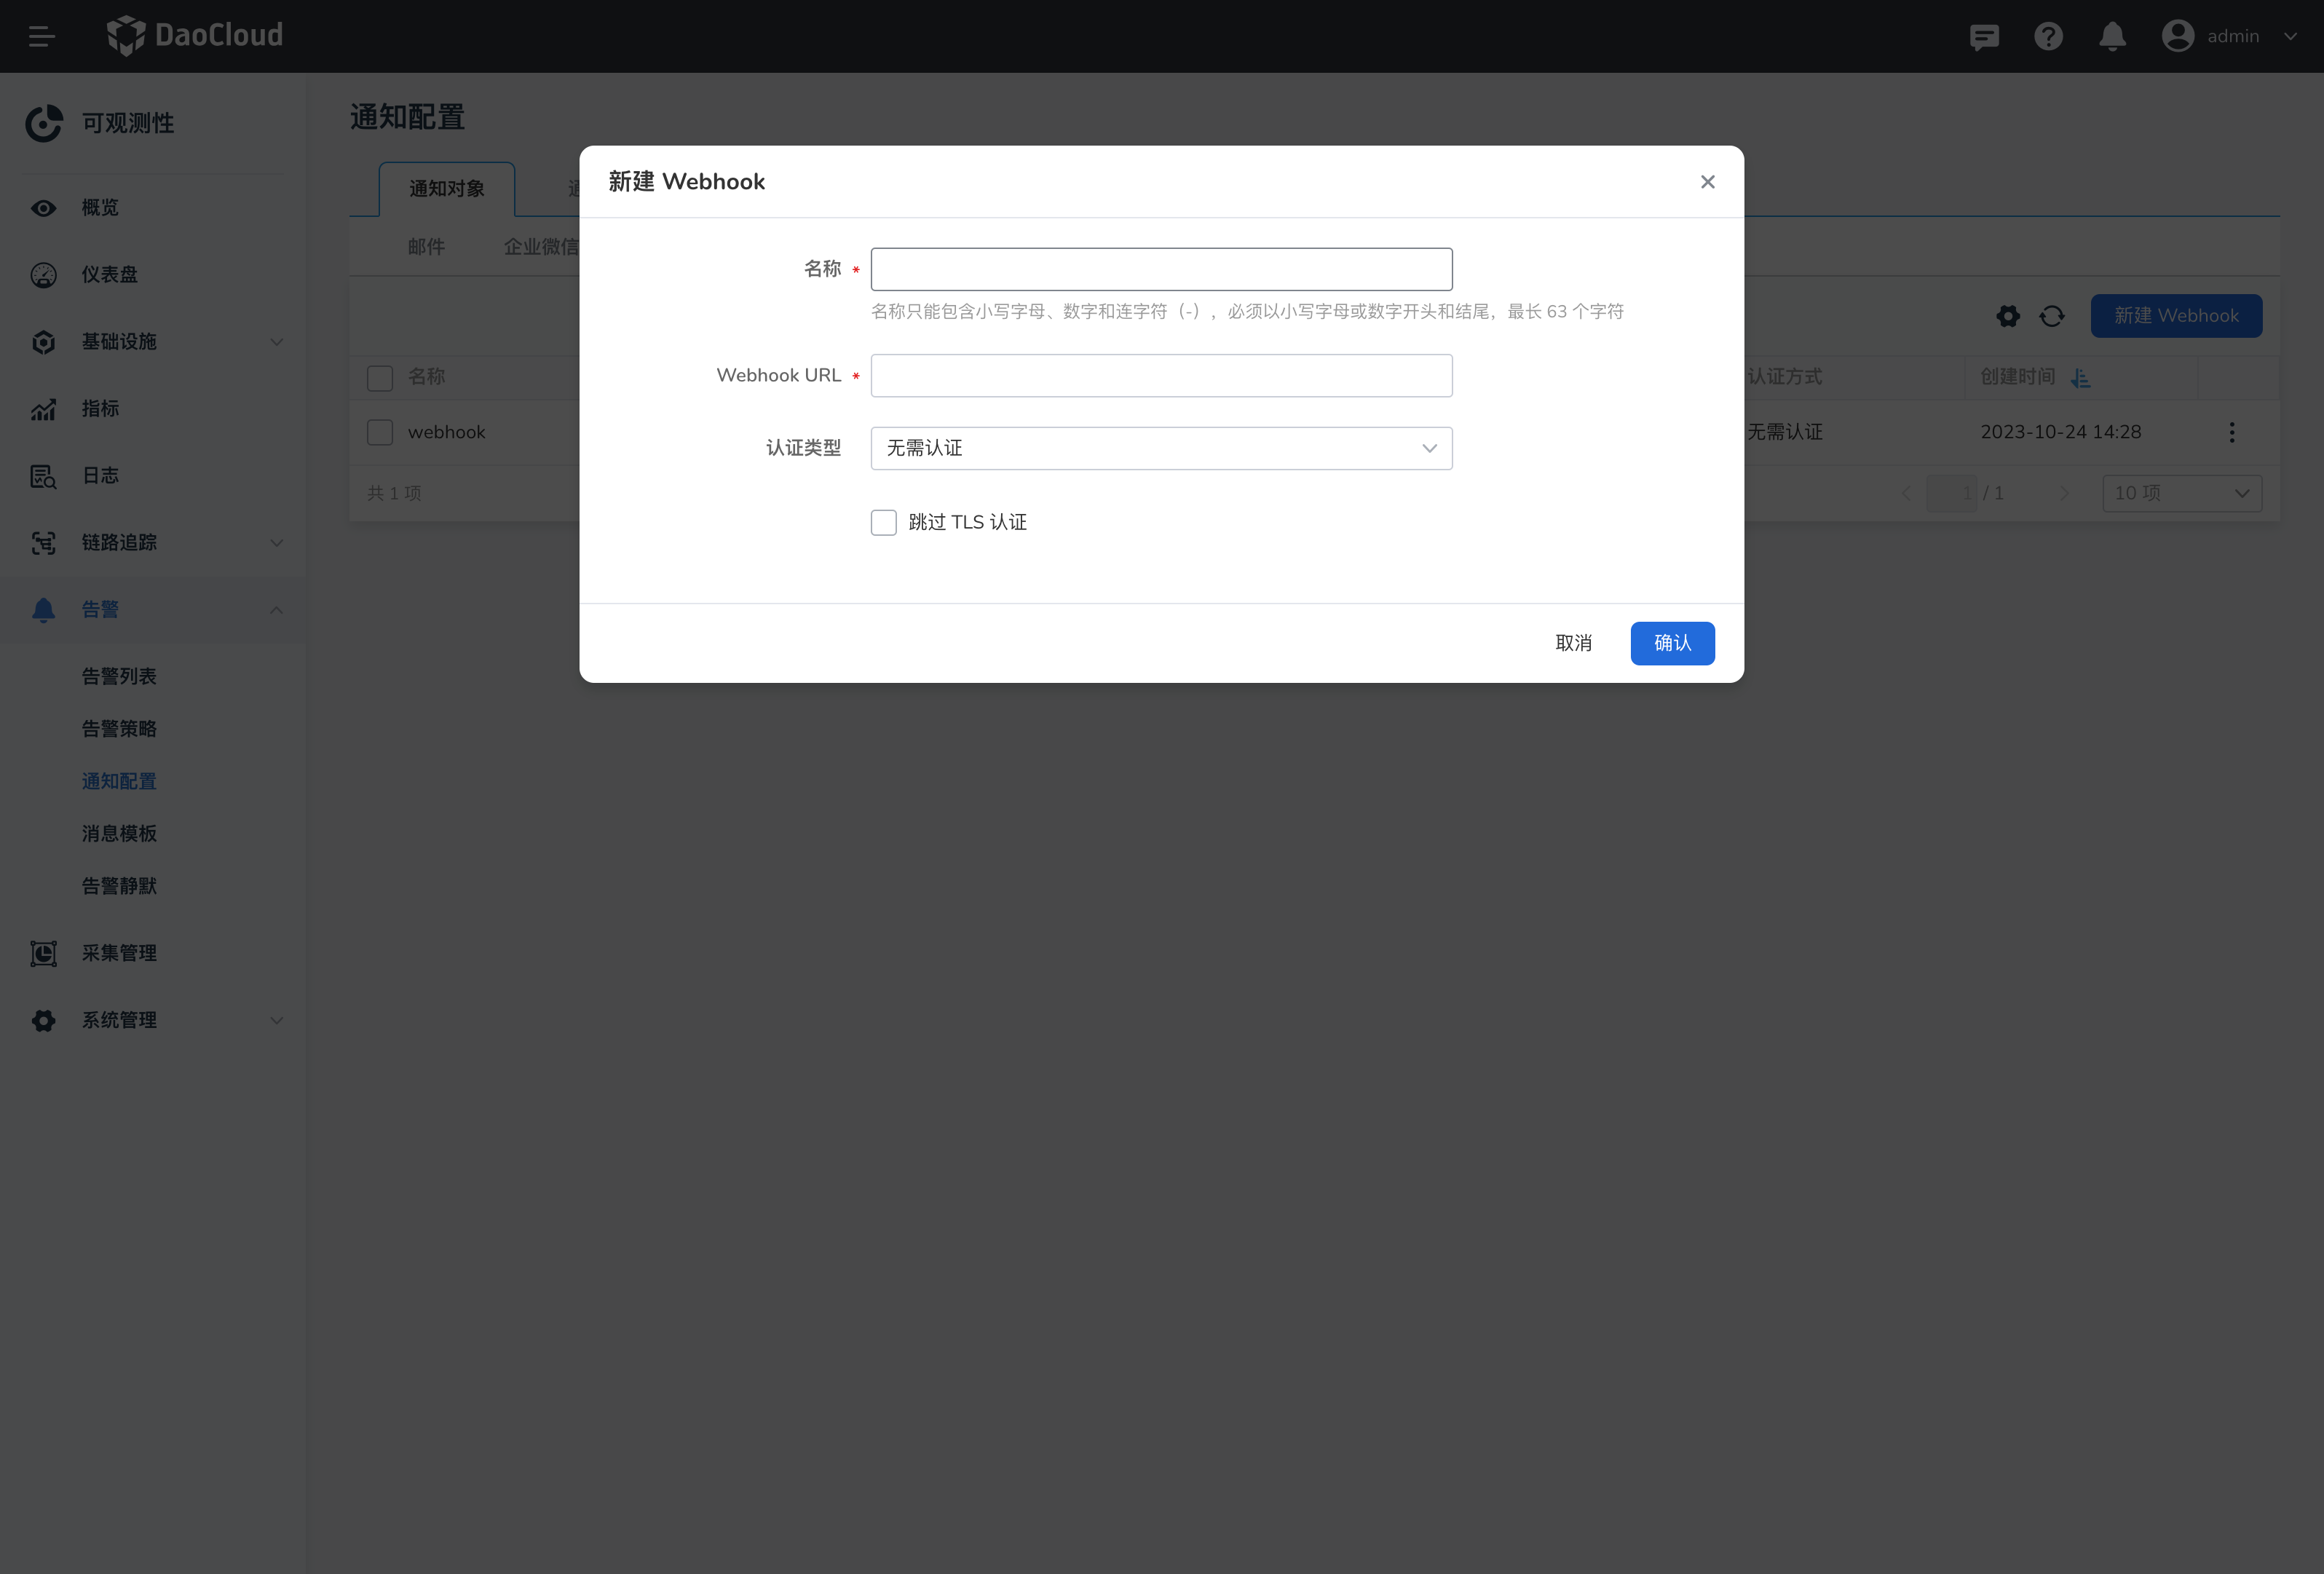 DaoCloud
admin
可观测性
概览
仪表盘
基础设施
指标
日志
链路追踪
告警
告警列表
告警策略
通知配置
消息模板
告警静默
采集管理
系统管理
通知配置
通知对象
邮件 企业微信
新建 Webhook
名称 认证方式 创建时间
webhook 无需认证 2023-10-24 14:28
共 1 项 1 / 1 10 项
新建 Webhook
名称 *
名称只能包含小写字母、数字和连字符（-），必须以小写字母或数字开头和结尾，最长 63 个字符
Webhook URL *
认证类型 无需认证
跳过 TLS 认证
取消 确认